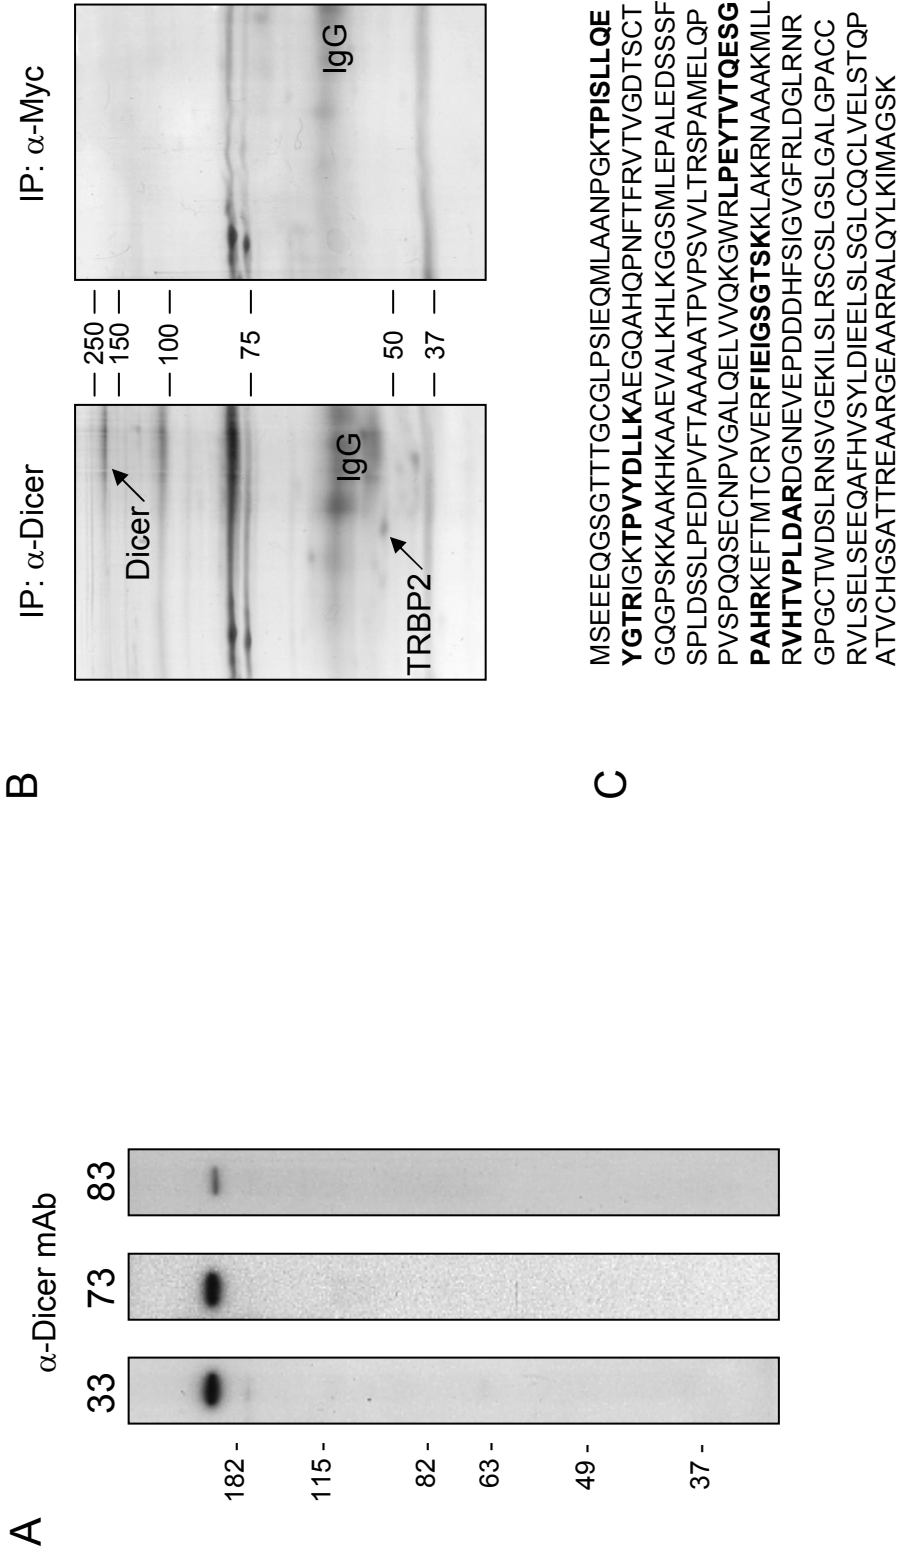 A
α-Dicer mAb
33 73 83
182 -
115 -
82 -
63 -
49 -
37 -
B
IP: α-Dicer IP: α-Myc
— 250 —
— 150 —
— 100 —
— 75 —
— 50 —
— 37 —
Dicer
IgG
TRBP2
IgG
C
MSEEEQGSGTTTGCGLPSIEQMLAANPGKTPISLLQE
YGTRIGKTPVYDLLKAEGQAHQPNFTFRVTVGDTSCT
GQGPSKKAAKHKAAEVALKHLKGGSMLEPALEDSSSF
SPLDSSLPEDIPVFTAAAAATPVPSVVLTRSPAMELQP
PVSPQQSECNPVGALQELVVQKGWRLPEYTVTQESG
PAHRKEFTMTCRVERFIEIGSGTSKKLAKRNAAAKMLL
RVHTVPLDARDGNEVEPDDDHFSIGVGFRLDGLRNR
GPGCTWDSLRNSVGEKILSLRSCSLGSLGALGPACC
RVLSELSEEQAFHVSYLDIEELSLSGLCQCLVELSTQP
ATVCHGSATTREAARGEAARRALQYLKIMAGSK